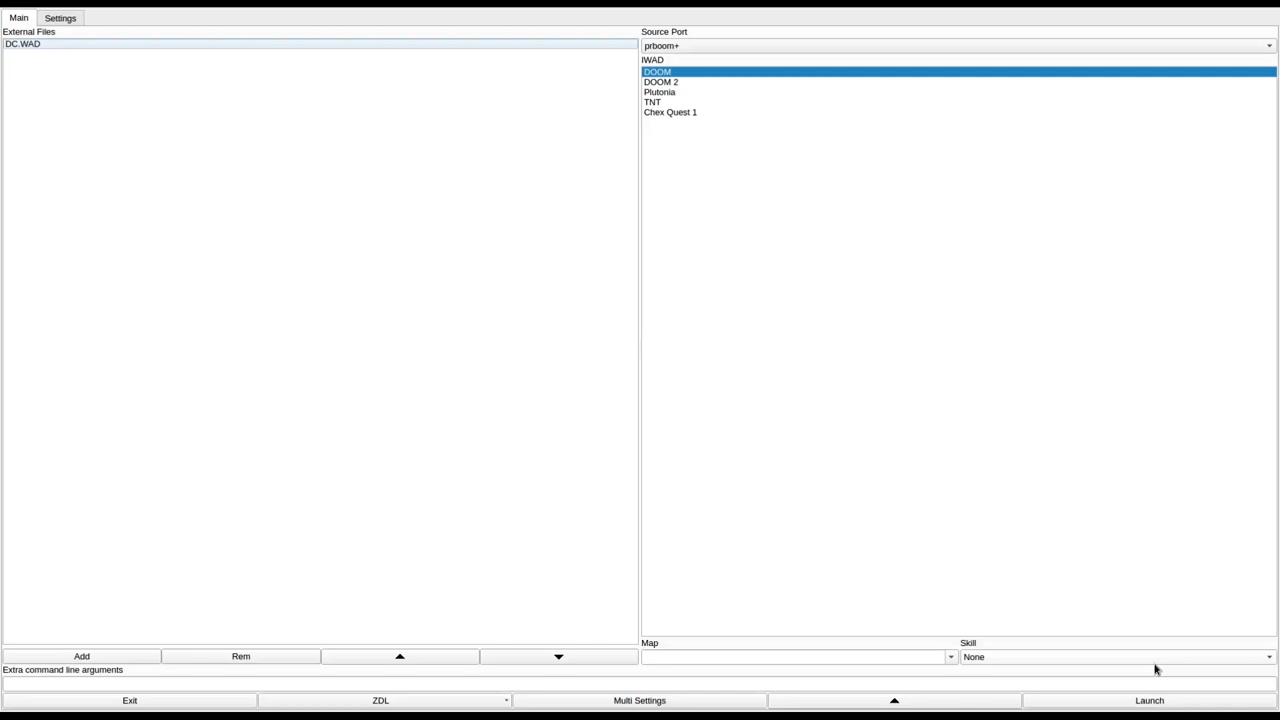 Main Settings
External Files
DC.WAD
Source Port
prboom+
IWAD
DOOM
DOOM 2
Plutonia
TNT
Chex Quest 1
Map Skill
None
Add Rem
Extra command line arguments
Exit ZDL Multi Settings Launch